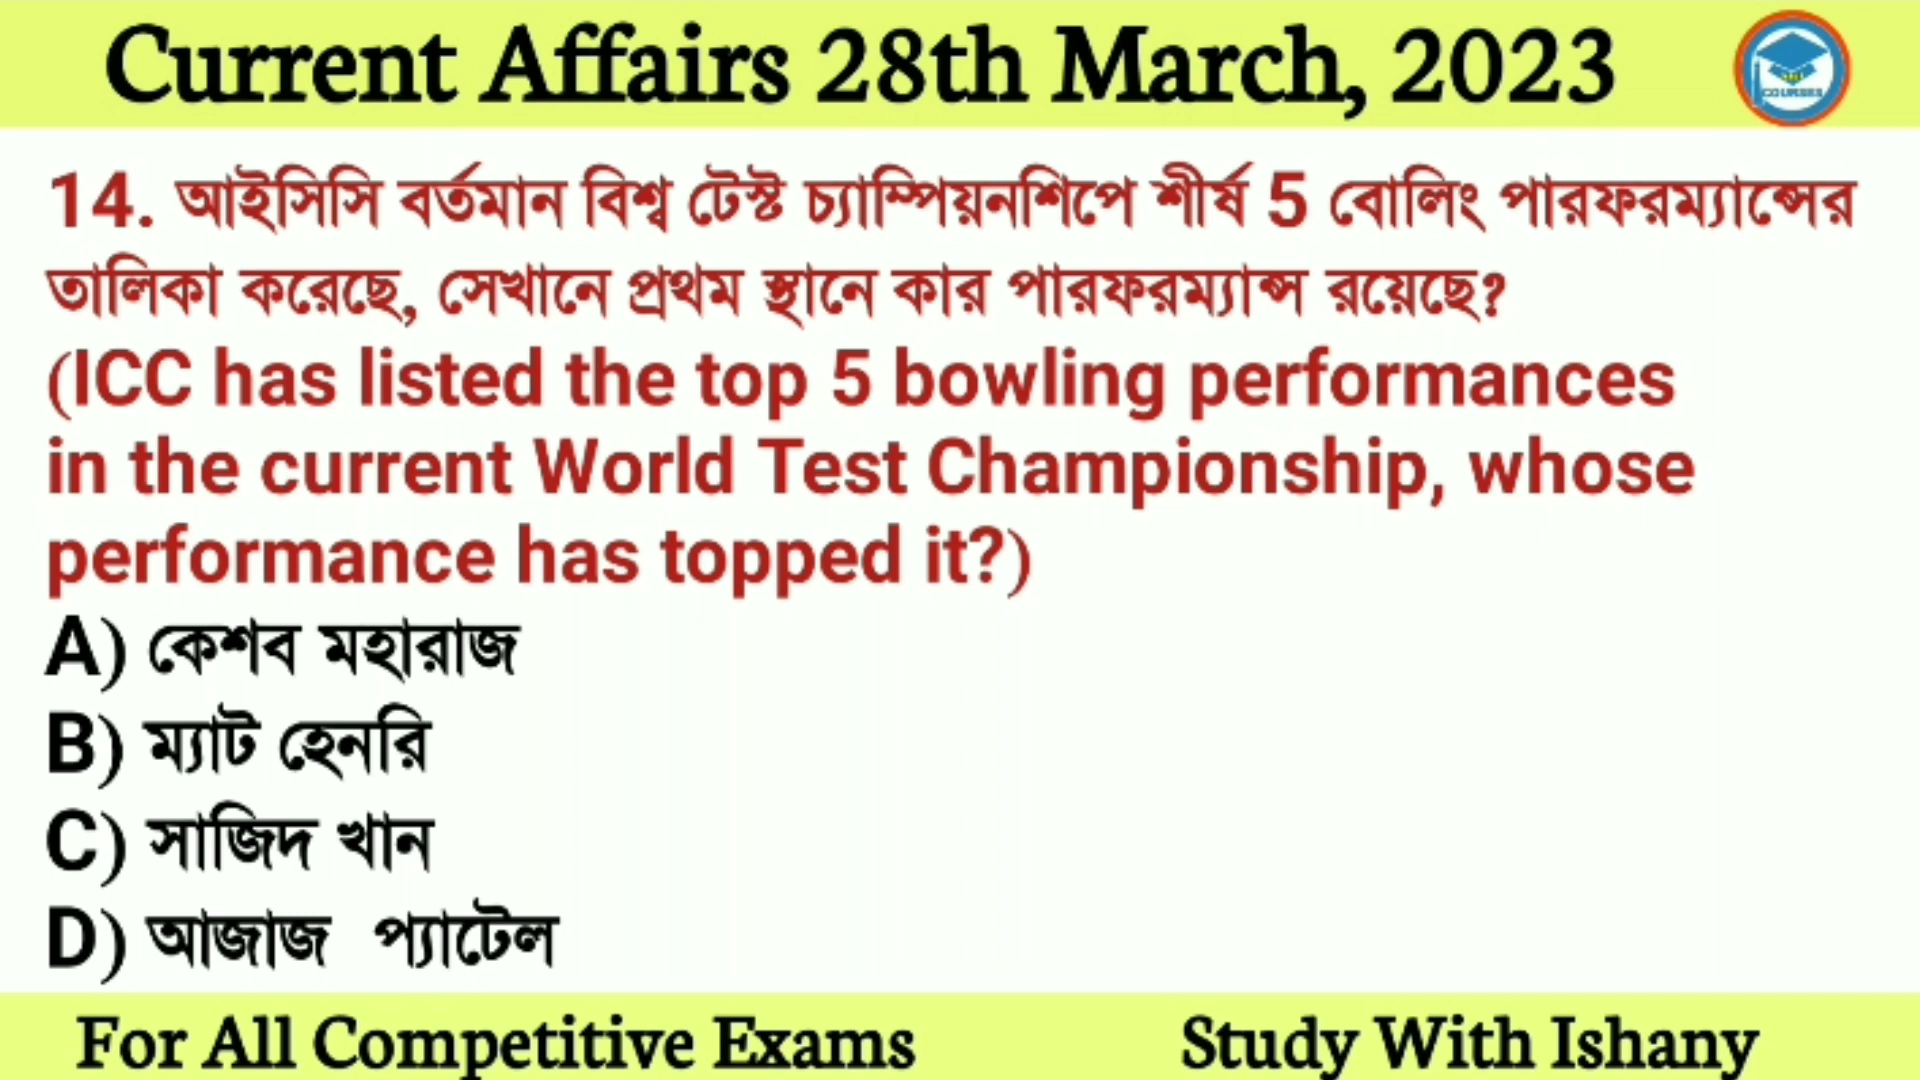 Current Affairs 28th March, 2023
COURSES
14. আইসিসি বর্তমান বিশ্ব টেস্ট চ্যাম্পিয়নশিপে শীর্ষ 5 বোলিং পারফরম্যান্সের
তালিকা করেছে, সেখানে প্রথম স্থানে কার পারফরম্যান্স রয়েছে?
(ICC has listed the top 5 bowling performances
in the current World Test Championship, whose
performance has topped it?)
A) কেশব মহারাজ
B) ম্যাট হেনরি
C) সাজিদ খান
D) আজাজ প্যাটেল
For All Competitive Exams Study With Ishany